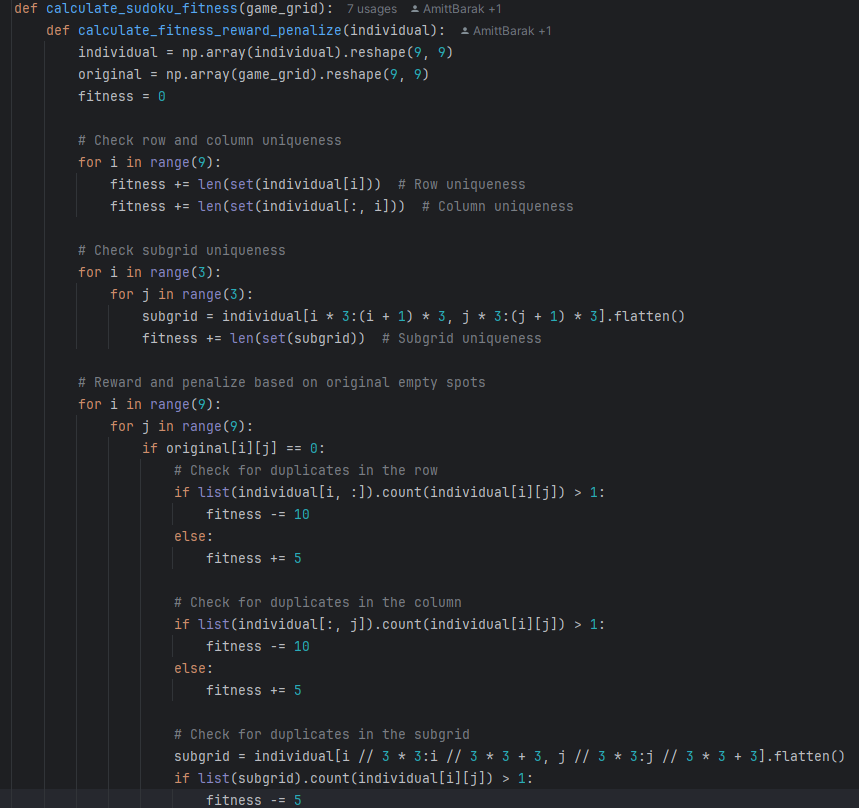 def calculate_sudoku_fitness(game_grid):  7 usages  AmittBarak +1
    def calculate_fitness_reward_penalize(individual):  AmittBarak +1
        individual = np.array(individual).reshape(9, 9)
        original = np.array(game_grid).reshape(9, 9)
        fitness = 0

        # Check row and column uniqueness
        for i in range(9):
            fitness += len(set(individual[i]))  # Row uniqueness
            fitness += len(set(individual[:, i]))  # Column uniqueness

        # Check subgrid uniqueness
        for i in range(3):
            for j in range(3):
                subgrid = individual[i * 3:(i + 1) * 3, j * 3:(j + 1) * 3].flatten()
                fitness += len(set(subgrid))  # Subgrid uniqueness

        # Reward and penalize based on original empty spots
        for i in range(9):
            for j in range(9):
                if original[i][j] == 0:
                    # Check for duplicates in the row
                    if list(individual[i, :]).count(individual[i][j]) > 1:
                        fitness -= 10
                    else:
                        fitness += 5

                    # Check for duplicates in the column
                    if list(individual[:, j]).count(individual[i][j]) > 1:
                        fitness -= 10
                    else:
                        fitness += 5

                    # Check for duplicates in the subgrid
                    subgrid = individual[i // 3 * 3:i // 3 * 3 + 3, j // 3 * 3:j // 3 * 3 + 3].flatten()
                    if list(subgrid).count(individual[i][j]) > 1:
                        fitness -= 5